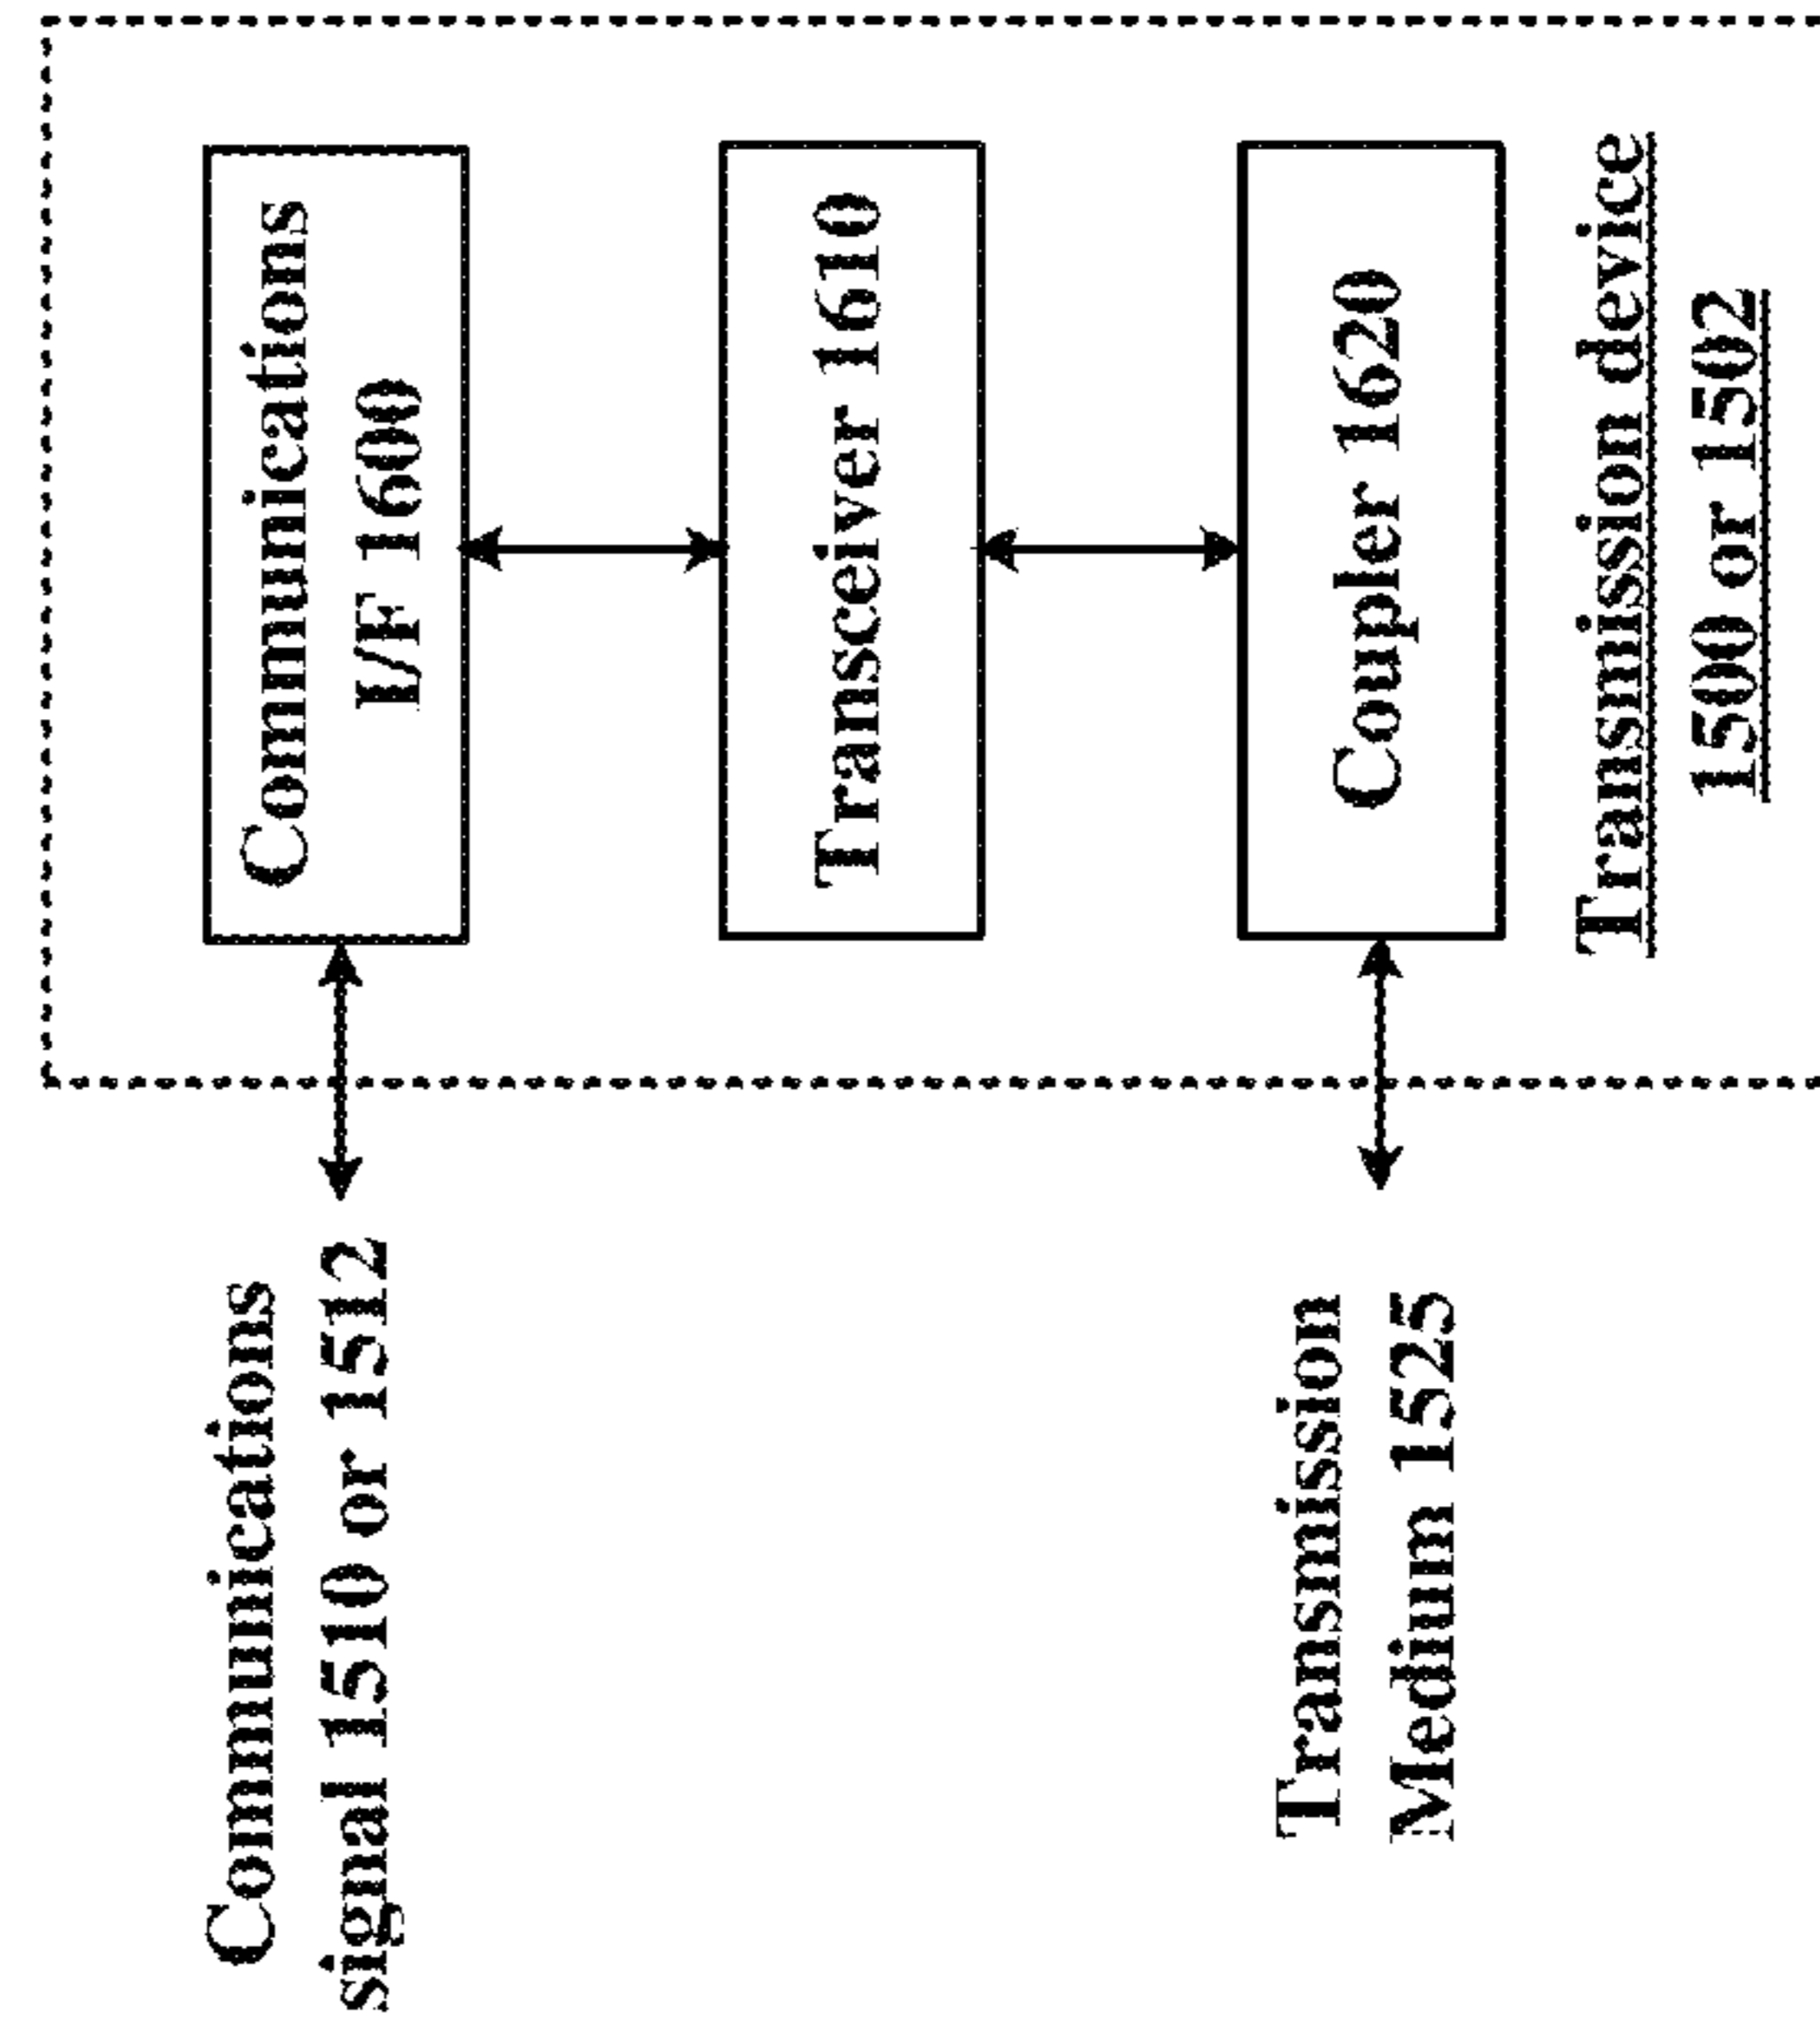 Communications
signal 1510 or 1512
Communications
I/F 1600
Transceiver 1610
Transmission
Medium 1525
Coupler 1620
Transmission device
1500 or 1502